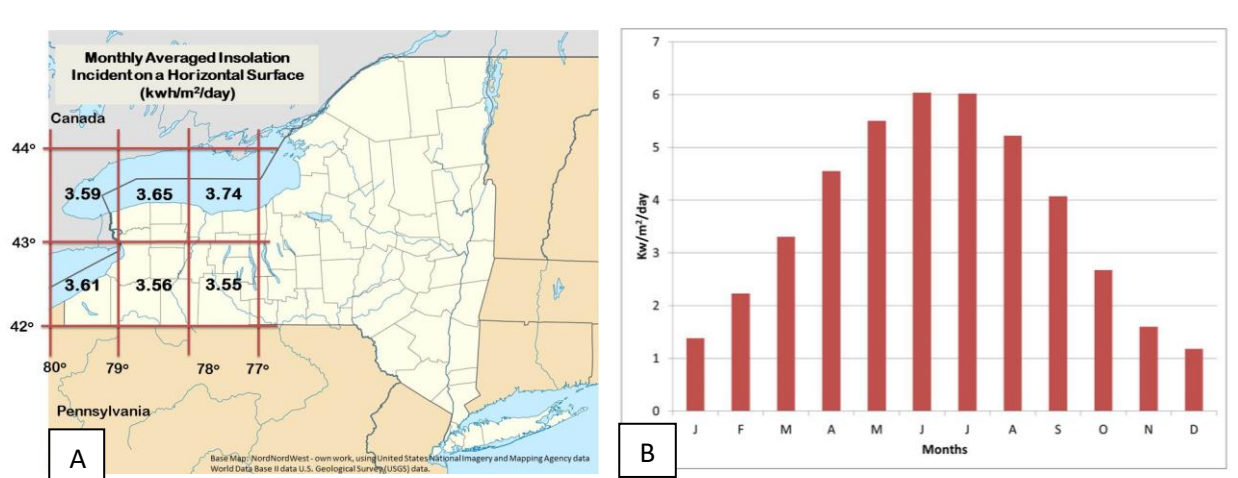 Monthly Averaged Insolation
Incident on a Horizontal Surface
(kwh/m²/day)
Canada
44°
3.59 3.65 3.74
43°
3.61 3.56 3.55
42°
80° 79° 78° 77°
Pennsylvania
Base Map: NordNordWest - own work, using United States National Imagery and Mapping Agency data
World Data Base II data U.S. Geological Survey (USGS) data.
A
7
6
5
4
3
2
1
0
Kw/m²/day
J F M A M J J A S O N D
Months
B